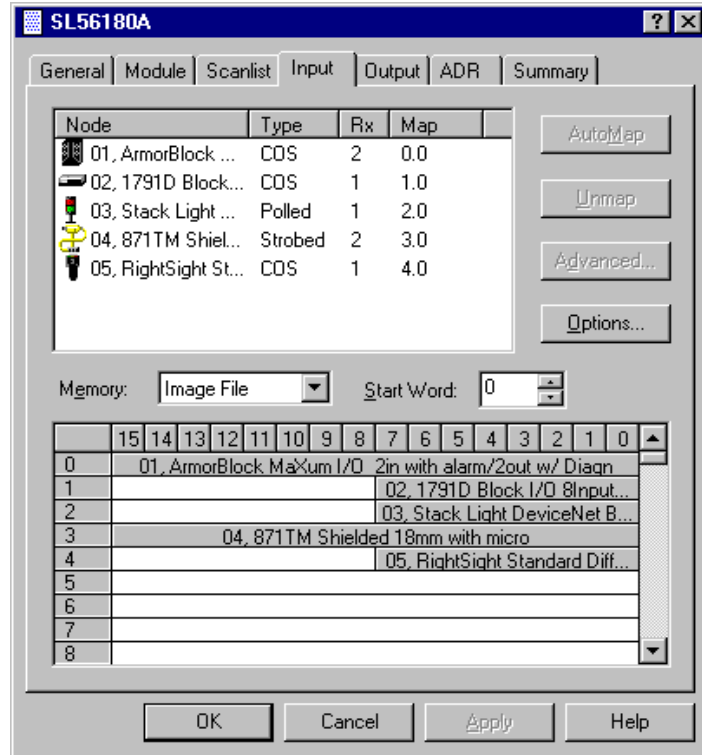 SL56180A
General Module Scanlist Input Output ADR Summary
Node Type Rx Map
01, ArmorBlock ... COS 2 0.0
02, 1791D Block... COS 1 1.0
03, Stack Light ... Polled 1 2.0
04, 871TM Shiel... Strobed 2 3.0
05, RightSight St... COS 1 4.0
AutoMap
Unmap
Advanced...
Options...
Memory: Image File Start Word: 0
15 14 13 12 11 10 9 8 7 6 5 4 3 2 1 0
0 01, ArmorBlock MaXum I/O 2in with alarm/2out w/ Diagn
1 02, 1791D Block I/O 8Input...
2 03, Stack Light DeviceNet B...
3 04, 871TM Shielded 18mm with micro
4 05, RightSight Standard Diff...
5
6
7
8
OK Cancel Apply Help